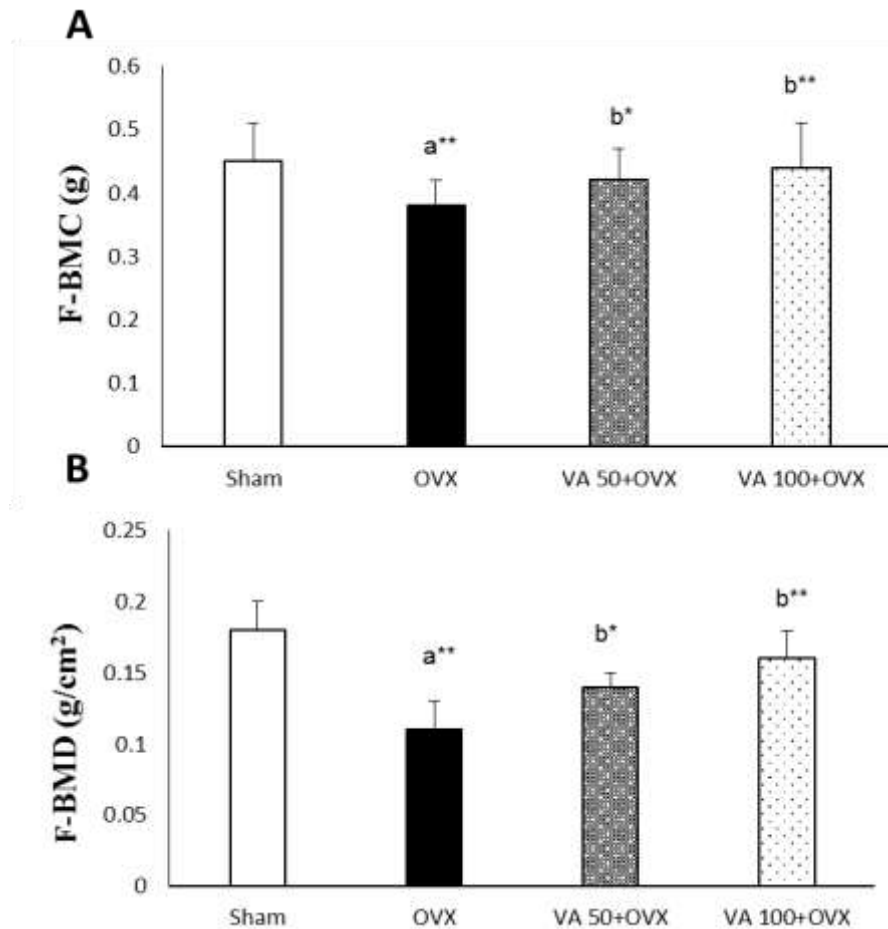 A
F-BMC (g)
0.6
0.5
0.4
0.3
0.2
0.1
0
a**
b*
b**
Sham OVX VA 50+OVX VA 100+OVX
B
F-BMD (g/cm²)
0.25
0.2
0.15
0.1
0.05
0
a**
b*
b**
Sham OVX VA 50+OVX VA 100+OVX